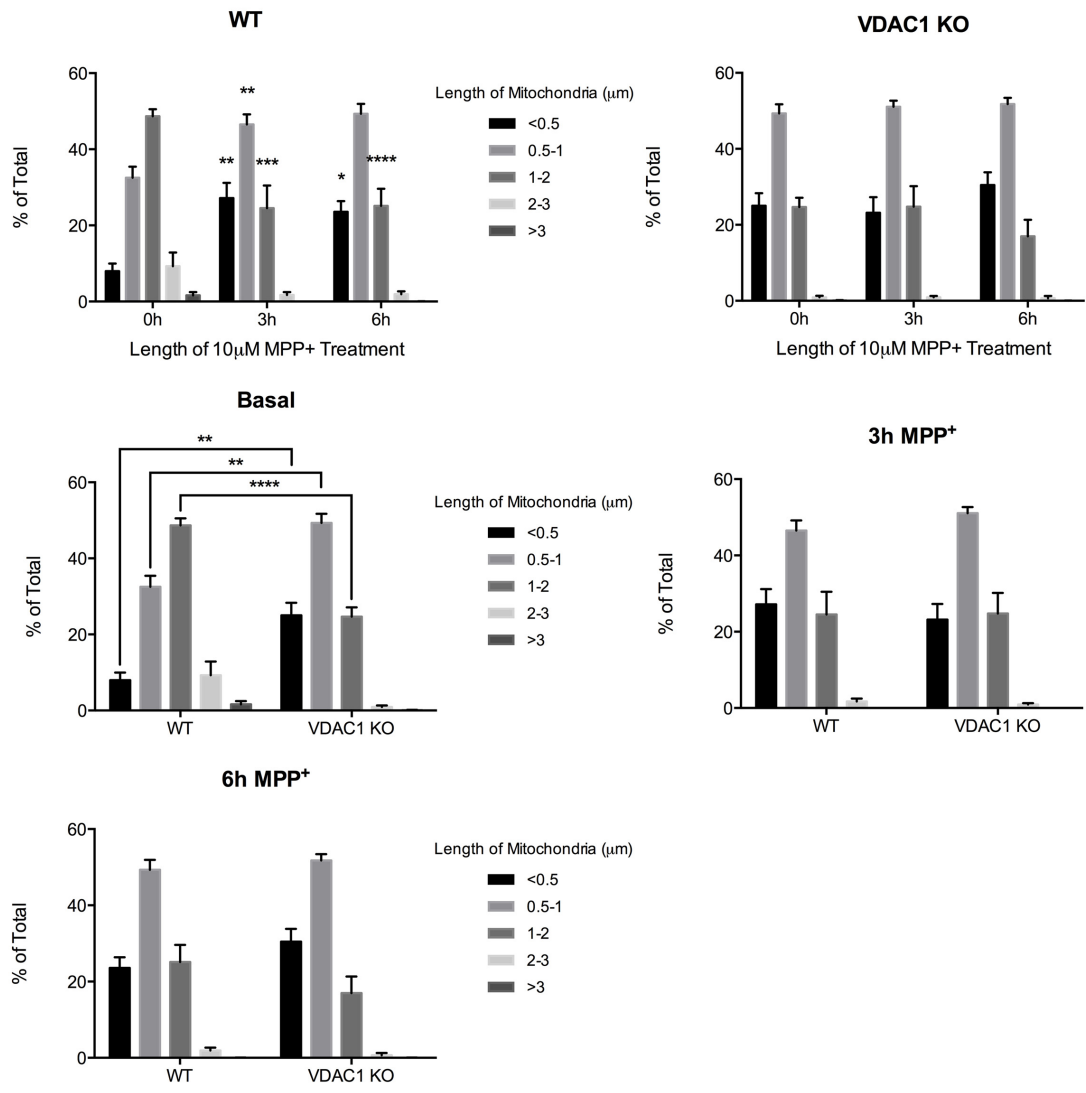 WT
60
40
20
0
% of Total
**
**
***
*
****
0h
3h
6h
Length of 10μM MPP+ Treatment
Length of Mitochondria (μm)
<0.5
0.5-1
1-2
2-3
>3
VDAC1 KO
60
40
20
0
% of Total
0h
3h
6h
Length of 10μM MPP+ Treatment
Basal
**
**
****
60
40
20
0
% of Total
WT
VDAC1 KO
Length of Mitochondria (μm)
<0.5
0.5-1
1-2
2-3
>3
3h MPP⁺
60
40
20
0
% of Total
WT
VDAC1 KO
6h MPP⁺
60
40
20
0
% of Total
WT
VDAC1 KO
Length of Mitochondria (μm)
<0.5
0.5-1
1-2
2-3
>3